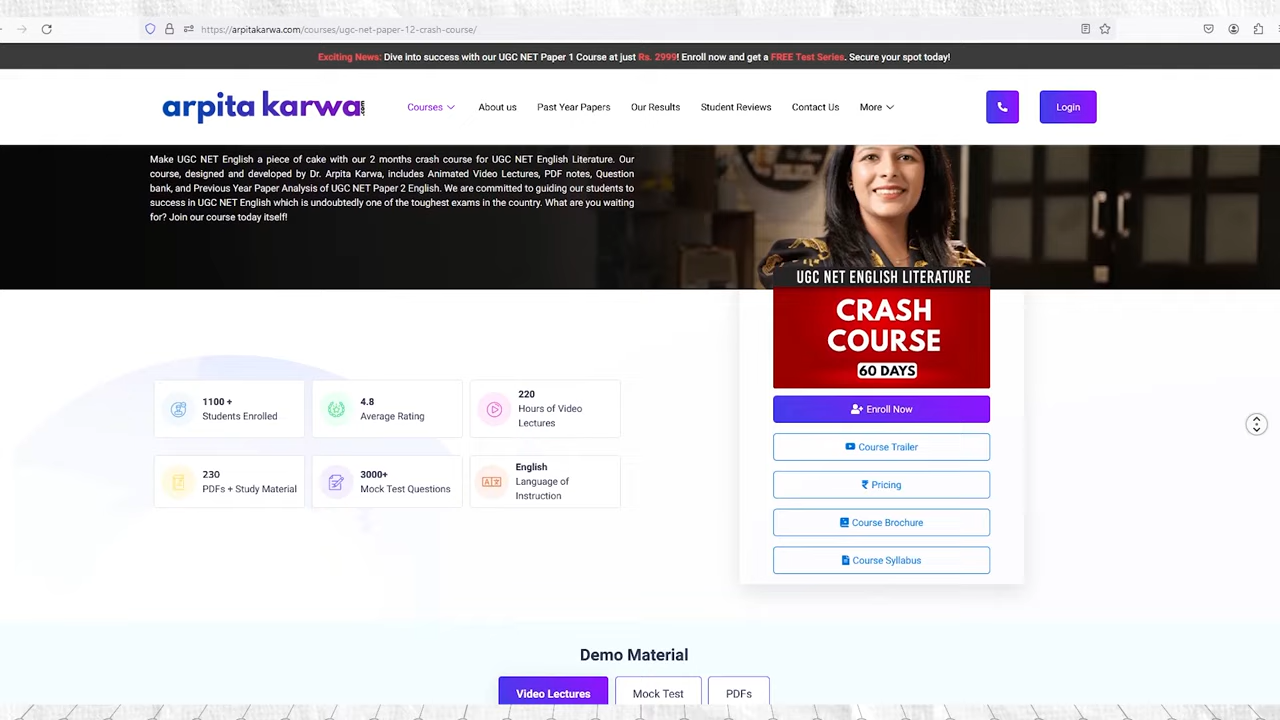 https://arpitakarwa.com/courses/ugc-net-paper-12-crash-course/
Exciting News: Dive into success with our UGC NET Paper 1 Course at just Rs. 2999! Enroll now and get a FREE Test Series. Secure your spot today!
arpita karwa.com
Courses
About us
Past Year Papers
Our Results
Student Reviews
Contact Us
More
Login
Make UGC NET English a piece of cake with our 2 months crash course for UGC NET English Literature. Our
course, designed and developed by Dr. Arpita Karwa, includes Animated Video Lectures, PDF notes, Question
bank, and Previous Year Paper Analysis of UGC NET Paper 2 English. We are committed to guiding our students to
success in UGC NET English which is undoubtedly one of the toughest exams in the country. What are you waiting
for? Join our course today itself!
UGC NET ENGLISH LITERATURE
CRASH
COURSE
60 DAYS
1100 +
Students Enrolled
4.8
Average Rating
220
Hours of Video
Lectures
230
PDFs + Study Material
3000+
Mock Test Questions
English
Language of
Instruction
Enroll Now
Course Trailer
₹ Pricing
Course Brochure
Course Syllabus
Demo Material
Video Lectures
Mock Test
PDFs